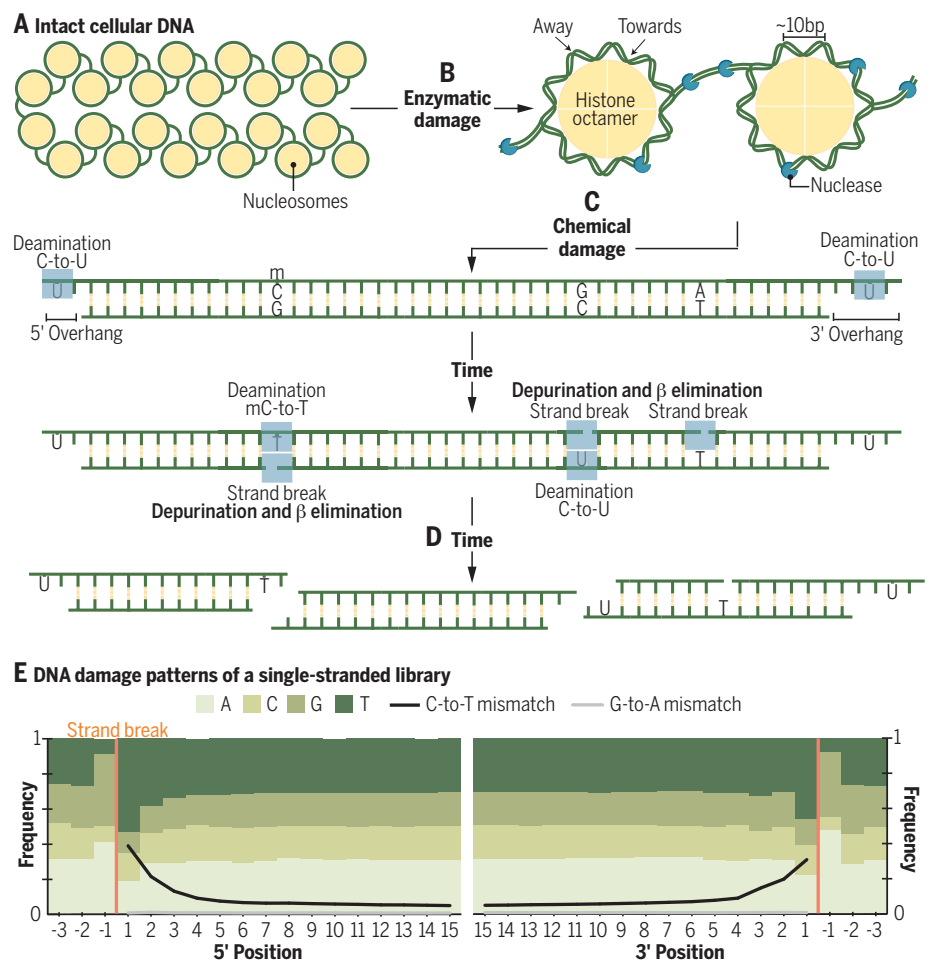 A Intact cellular DNA
Nucleosomes
B
Enzymatic
damage
Away
Towards
~10bp
Histone
octamer
Nuclease
C
Chemical
damage
Deamination
C-to-U
Deamination
C-to-U
m
U
C
G
A
U
G
C
T
5' Overhang
3' Overhang
Time
Deamination
mC-to-T
Depurination and β elimination
Strand break
Strand break
U
T
U
T
U
Strand break
Depurination and β elimination
Deamination
C-to-U
D Time
U
T
U
T
U
E DNA damage patterns of a single-stranded library
A C G T C-to-T mismatch G-to-A mismatch
Strand break
1
1
Frequency
Frequency
0
0
-3 -2 -1 1 2 3 4 5 6 7 8 9 10 11 12 13 14 15
15 14 13 12 11 10 9 8 7 6 5 4 3 2 1 -1 -2 -3
5' Position
3' Position